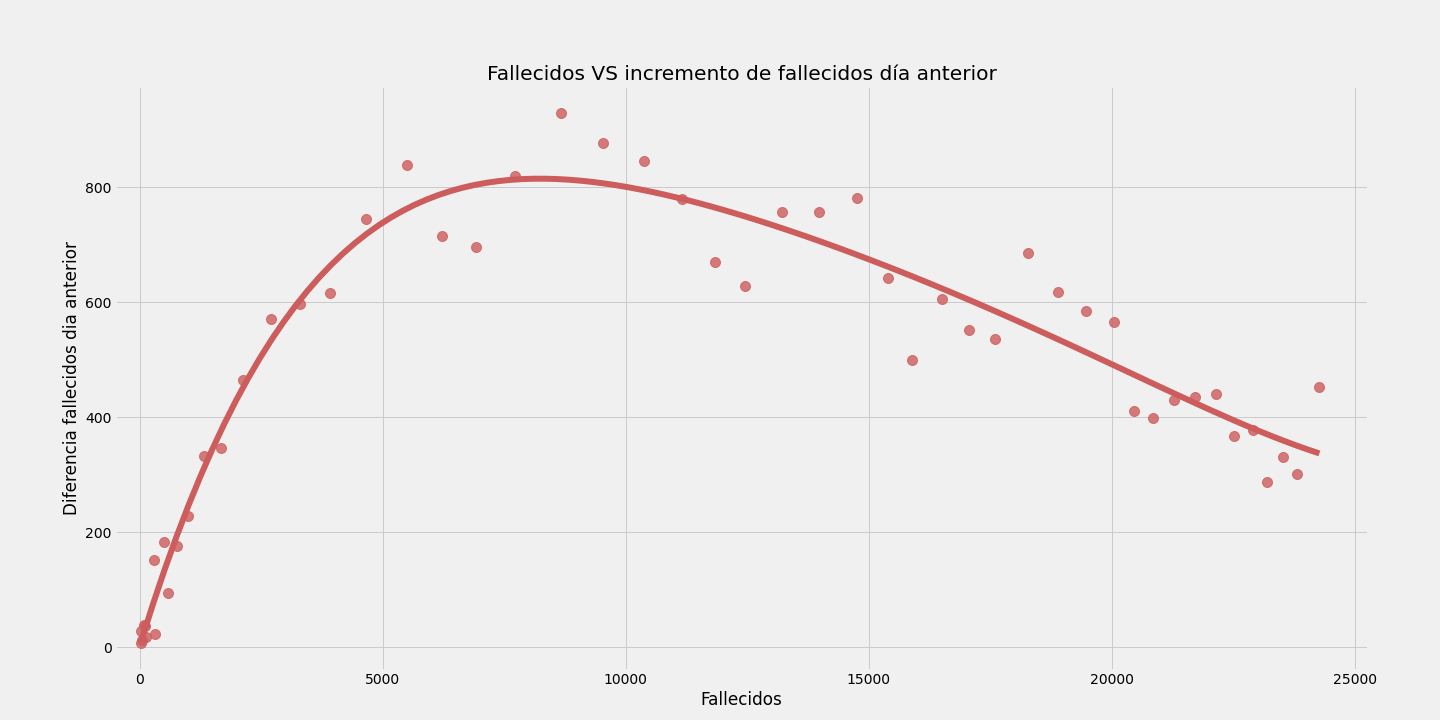 Fallecidos VS incremento de fallecidos día anterior
Diferencia fallecidos dia anterior
800
600
400
200
0
0 5000 10000 15000 20000 25000
Fallecidos